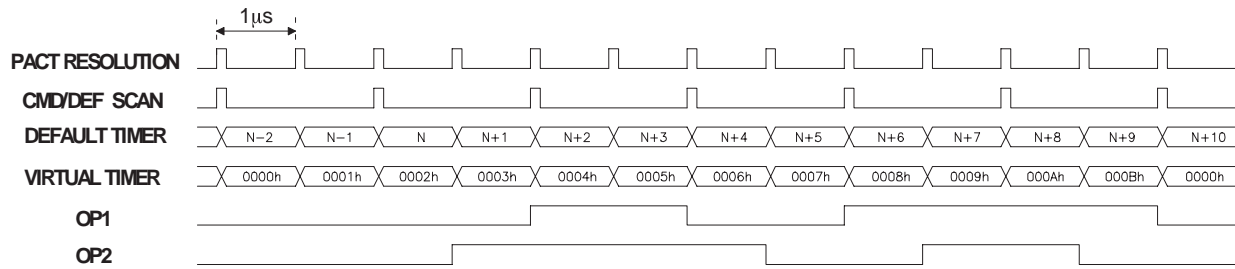 1μs
PACT RESOLUTION
CMD/DEF SCAN
DEFAULT TIMER N−2 N−1 N N+1 N+2 N+3 N+4 N+5 N+6 N+7 N+8 N+9 N+10
VIRTUAL TIMER 0000h 0001h 0002h 0003h 0004h 0005h 0006h 0007h 0008h 0009h 000Ah 000Bh 0000h
OP1
OP2